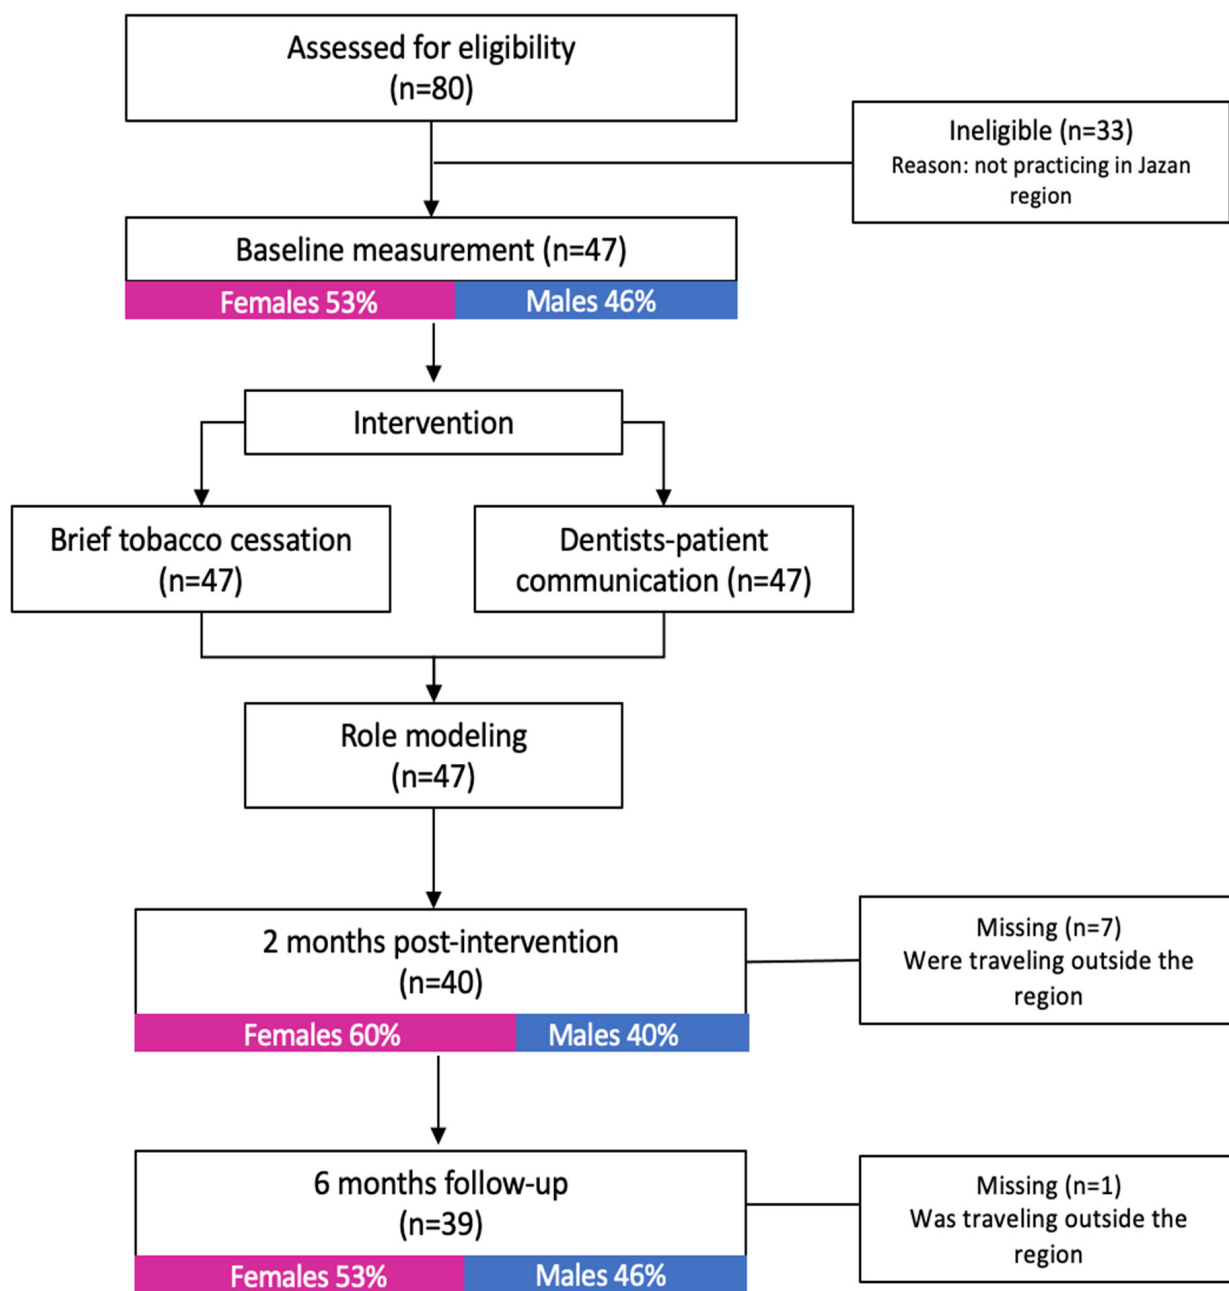 Assessed for eligibility
(n=80)
Ineligible (n=33)
Reason: not practicing in Jazan
region
Baseline measurement (n=47)
Females 53%
Males 46%
Intervention
Brief tobacco cessation
(n=47)
Dentists-patient
communication (n=47)
Role modeling
(n=47)
2 months post-intervention
(n=40)
Females 60%
Males 40%
Missing (n=7)
Were traveling outside the
region
6 months follow-up
(n=39)
Females 53%
Males 46%
Missing (n=1)
Was traveling outside the
region